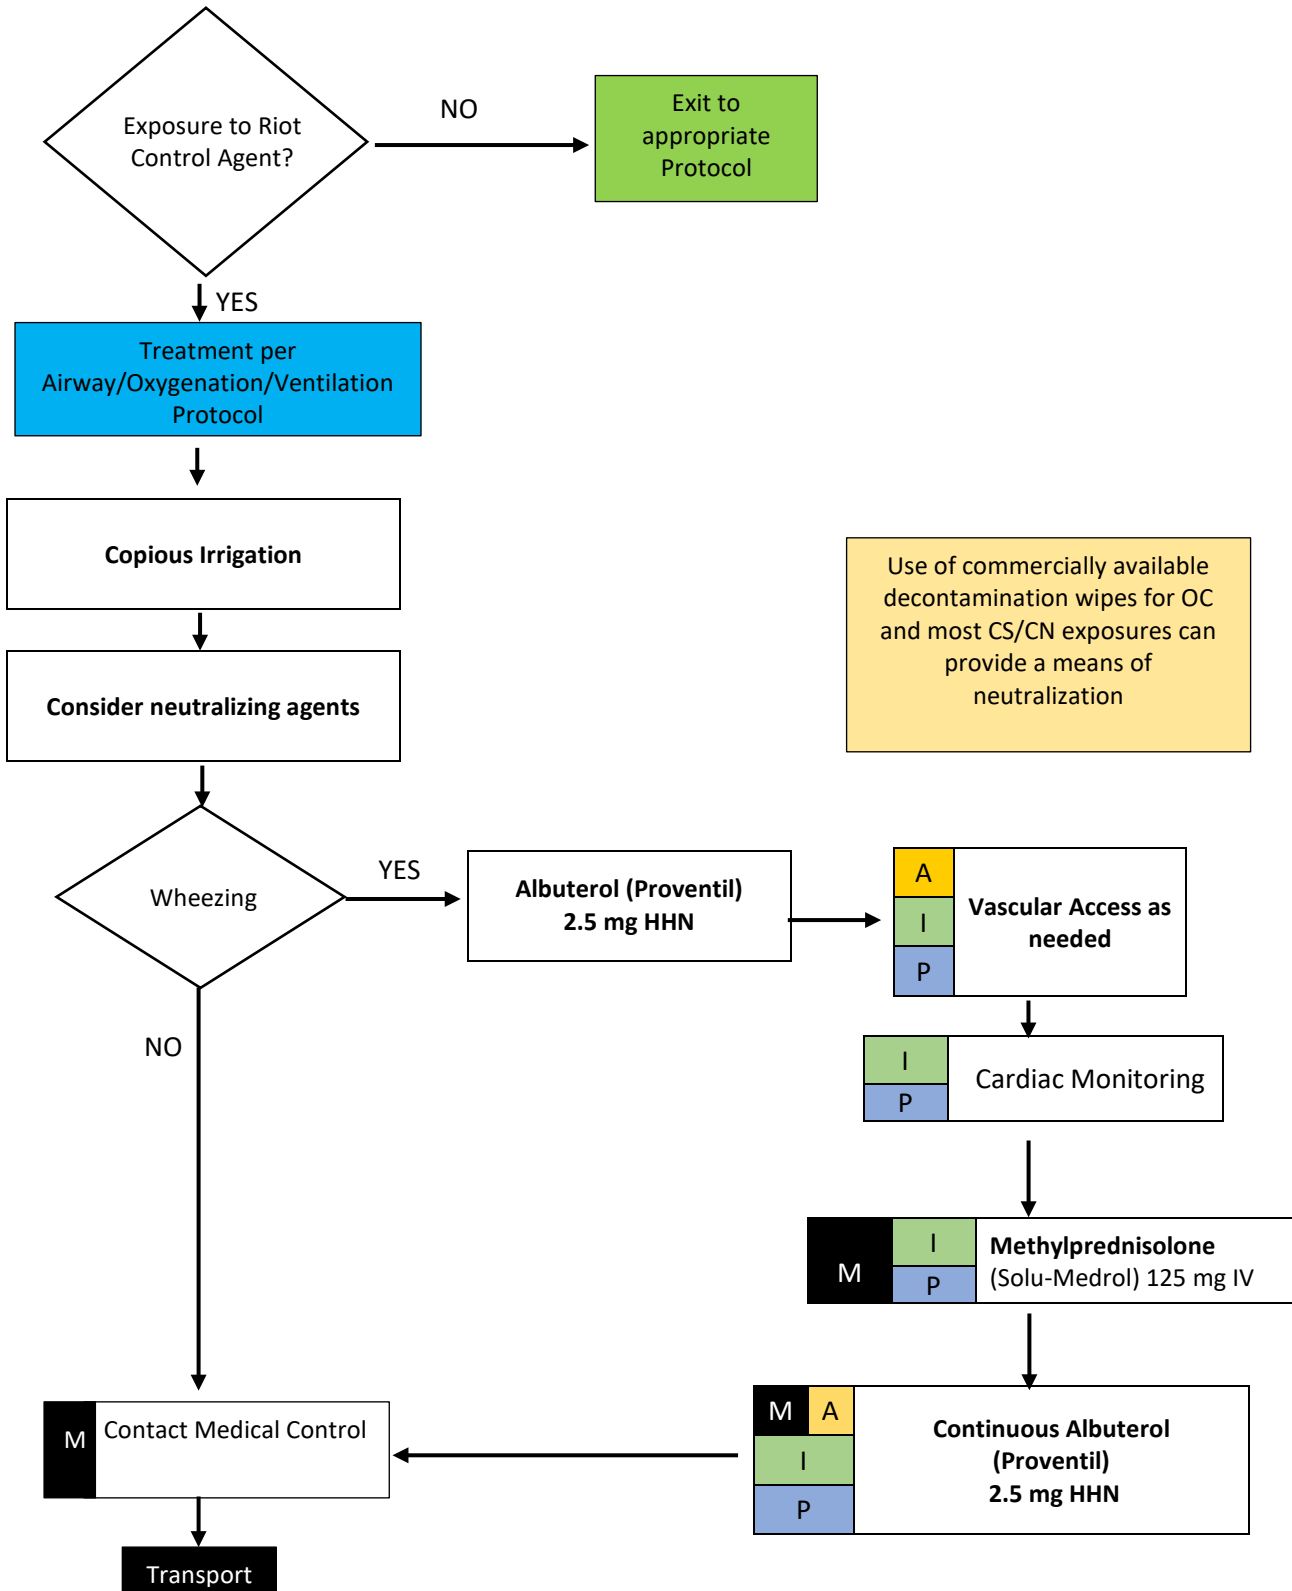 Exposure to Riot
Control Agent?
NO
Exit to
appropriate
Protocol
YES
Treatment per
Airway/Oxygenation/Ventilation
Protocol
Copious Irrigation
Use of commercially available
decontamination wipes for OC
and most CS/CN exposures can
provide a means of
neutralization
Consider neutralizing agents
Wheezing
YES
Albuterol (Proventil)
2.5 mg HHN
A
I
P
Vascular Access as
needed
NO
I
P
Cardiac Monitoring
M
I
P
Methylprednisolone
(Solu-Medrol) 125 mg IV
M
A
I
P
Continuous Albuterol
(Proventil)
2.5 mg HHN
M
Contact Medical Control
Transport